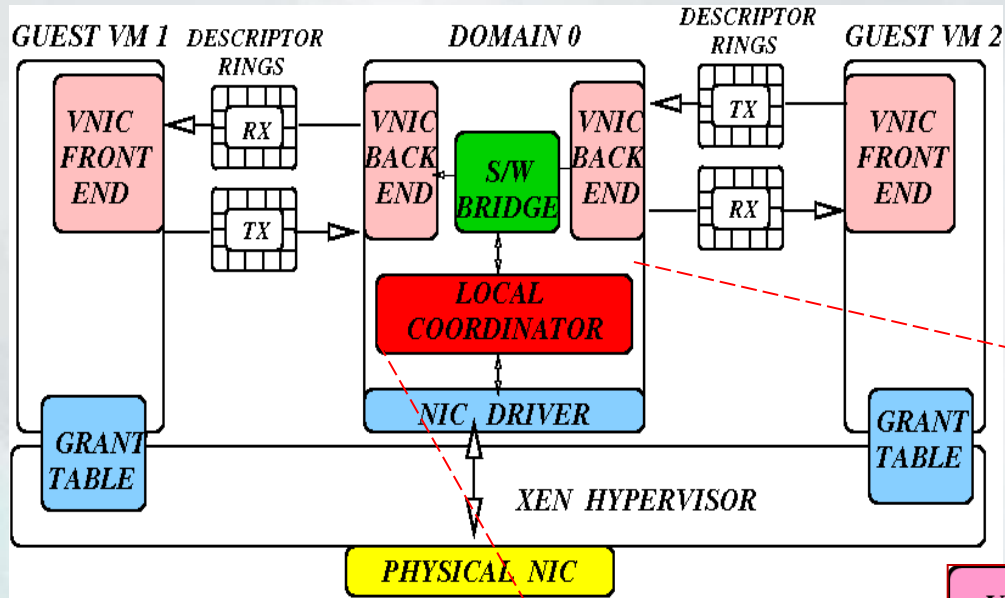 GUEST VM 1
DESCRIPTOR
RINGS
DOMAIN 0
DESCRIPTOR
RINGS
GUEST VM 2
VNIC
FRONT
END
RX
TX
VNIC
BACK
END
S/W
BRIDGE
VNIC
BACK
END
TX
RX
VNIC
FRONT
END
LOCAL
COORDINATOR
NIC DRIVER
GRANT
TABLE
GRANT
TABLE
XEN HYPERVISOR
PHYSICAL NIC